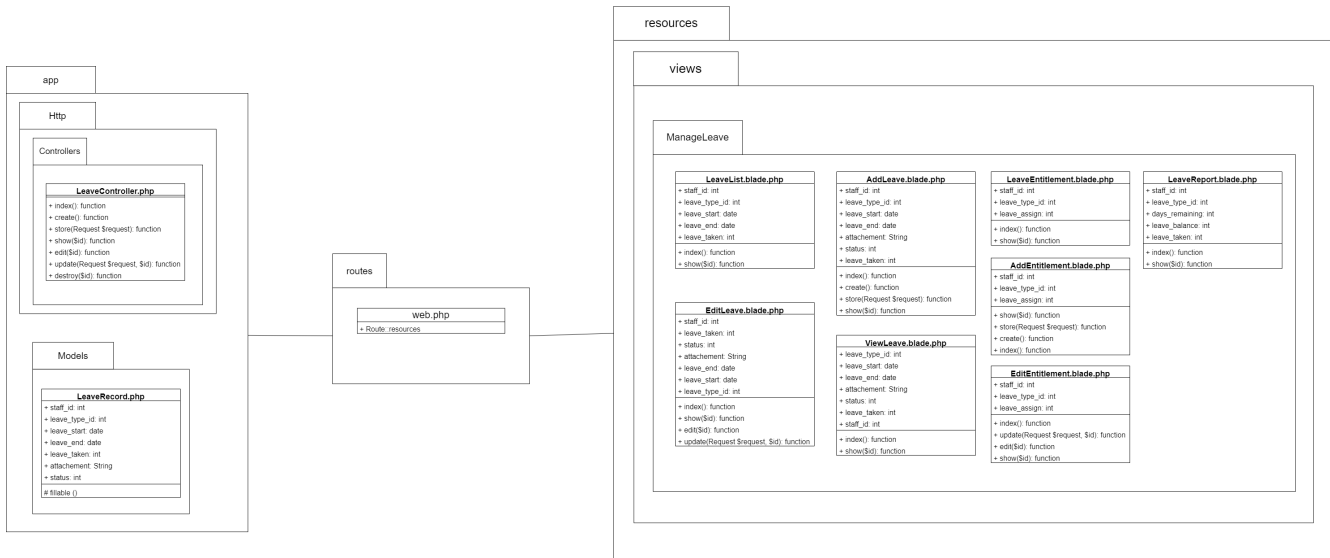 app
Http
Controllers
LeaveController.php
+ index(): function
+ create(): function
+ store(Request $request): function
+ show($id): function
+ edit($id): function
+ update(Request $request, $id): function
+ destroy($id): function
Models
LeaveRecord.php
+ staff_id: int
+ leave_type_id: int
+ leave_start: date
+ leave_end: date
+ leave_taken: int
+ attachement: String
+ status: int
# fillable ()
routes
web.php
+ Route::resources
resources
views
ManageLeave
LeaveList.blade.php
+ staff_id: int
+ leave_type_id: int
+ leave_start: date
+ leave_end: date
+ leave_taken: int
+ index(): function
+ show($id): function
EditLeave.blade.php
+ staff_id: int
+ leave_taken: int
+ status: int
+ attachement: String
+ leave_end: date
+ leave_start: date
+ leave_type_id: int
+ index(): function
+ show($id): function
+ edit($id): function
+ update(Request $request, $id): function
AddLeave.blade.php
+ staff_id: int
+ leave_type_id: int
+ leave_start: date
+ leave_end: date
+ attachement: String
+ status: int
+ leave_taken: int
+ index(): function
+ create(): function
+ store(Request $request): function
+ show($id): function
ViewLeave.blade.php
+ leave_type_id: int
+ leave_start: date
+ leave_end: date
+ attachement: String
+ status: int
+ leave_taken: int
+ staff_id: int
+ index(): function
+ show($id): function
LeaveEntitlement.blade.php
+ staff_id: int
+ leave_type_id: int
+ leave_assign: int
+ index(): function
+ show($id): function
AddEntitlement.blade.php
+ staff_id: int
+ leave_type_id: int
+ leave_assign: int
+ show($id): function
+ store(Request $request): function
+ create(): function
+ index(): function
EditEntitlement.blade.php
+ staff_id: int
+ leave_type_id: int
+ leave_assign: int
+ index(): function
+ update(Request $request, $id): function
+ edit($id): function
+ show($id): function
LeaveReport.blade.php
+ staff_id: int
+ leave_type_id: int
+ days_remaining: int
+ leave_balance: int
+ leave_taken: int
+ index(): function
+ show($id): function